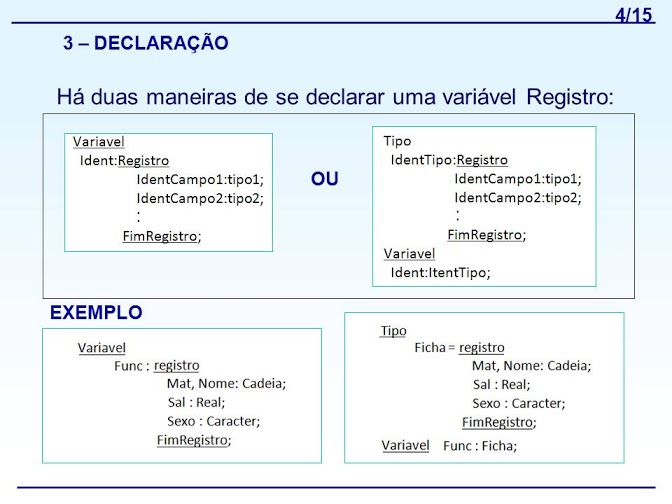 4/15
3 – DECLARAÇÃO
Há duas maneiras de se declarar uma variável Registro:
Variavel
Ident:Registro
IdentCampo1:tipo1;
IdentCampo2:tipo2;
:
FimRegistro;
OU
Tipo
IdentTipo:Registro
IdentCampo1:tipo1;
IdentCampo2:tipo2;
:
FimRegistro;
Variavel
Ident:ItentTipo;
EXEMPLO
Variavel
Func : registro
Mat, Nome: Cadeia;
Sal : Real;
Sexo : Caracter;
FimRegistro;
Tipo
Ficha = registro
Mat, Nome: Cadeia;
Sal : Real;
Sexo : Caracter;
FimRegistro;
Variavel Func : Ficha;